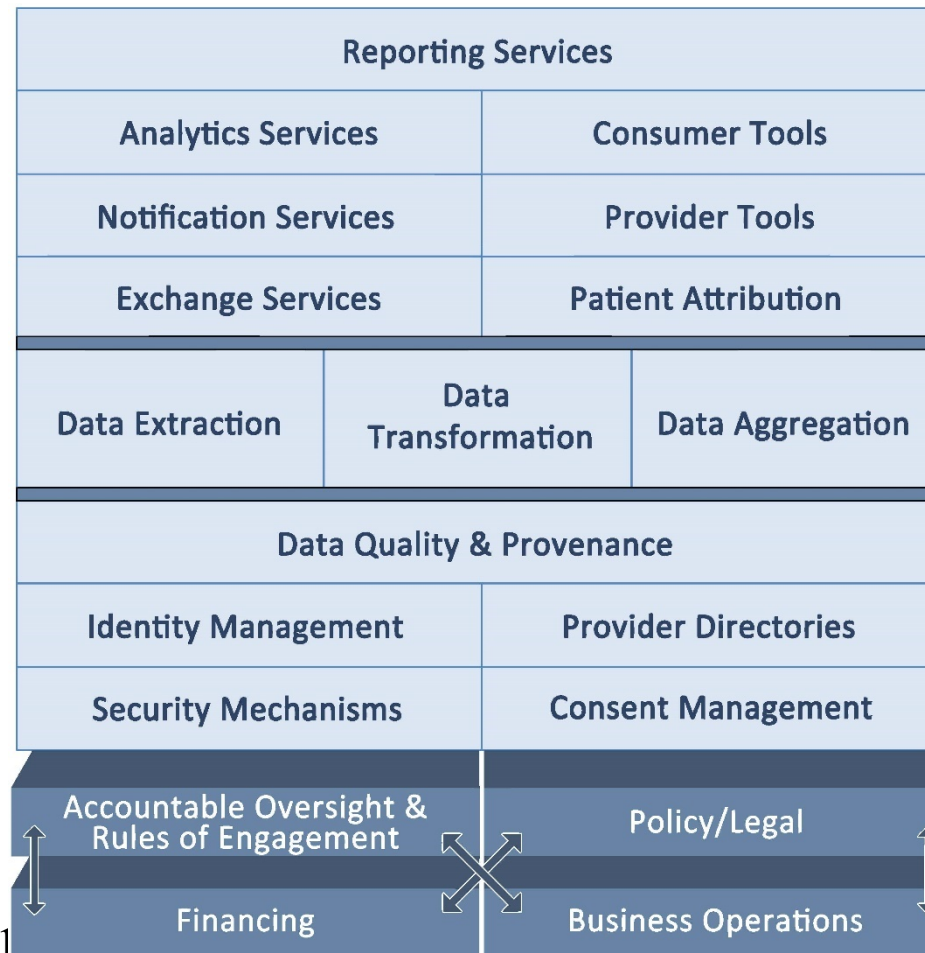 Reporting Services
Analytics Services
Consumer Tools
Notification Services
Provider Tools
Exchange Services
Patient Attribution
Data Extraction
Data
Transformation
Data Aggregation
Data Quality & Provenance
Identity Management
Provider Directories
Security Mechanisms
Consent Management
Accountable Oversight &
Rules of Engagement
Policy/Legal
Financing
Business Operations
1